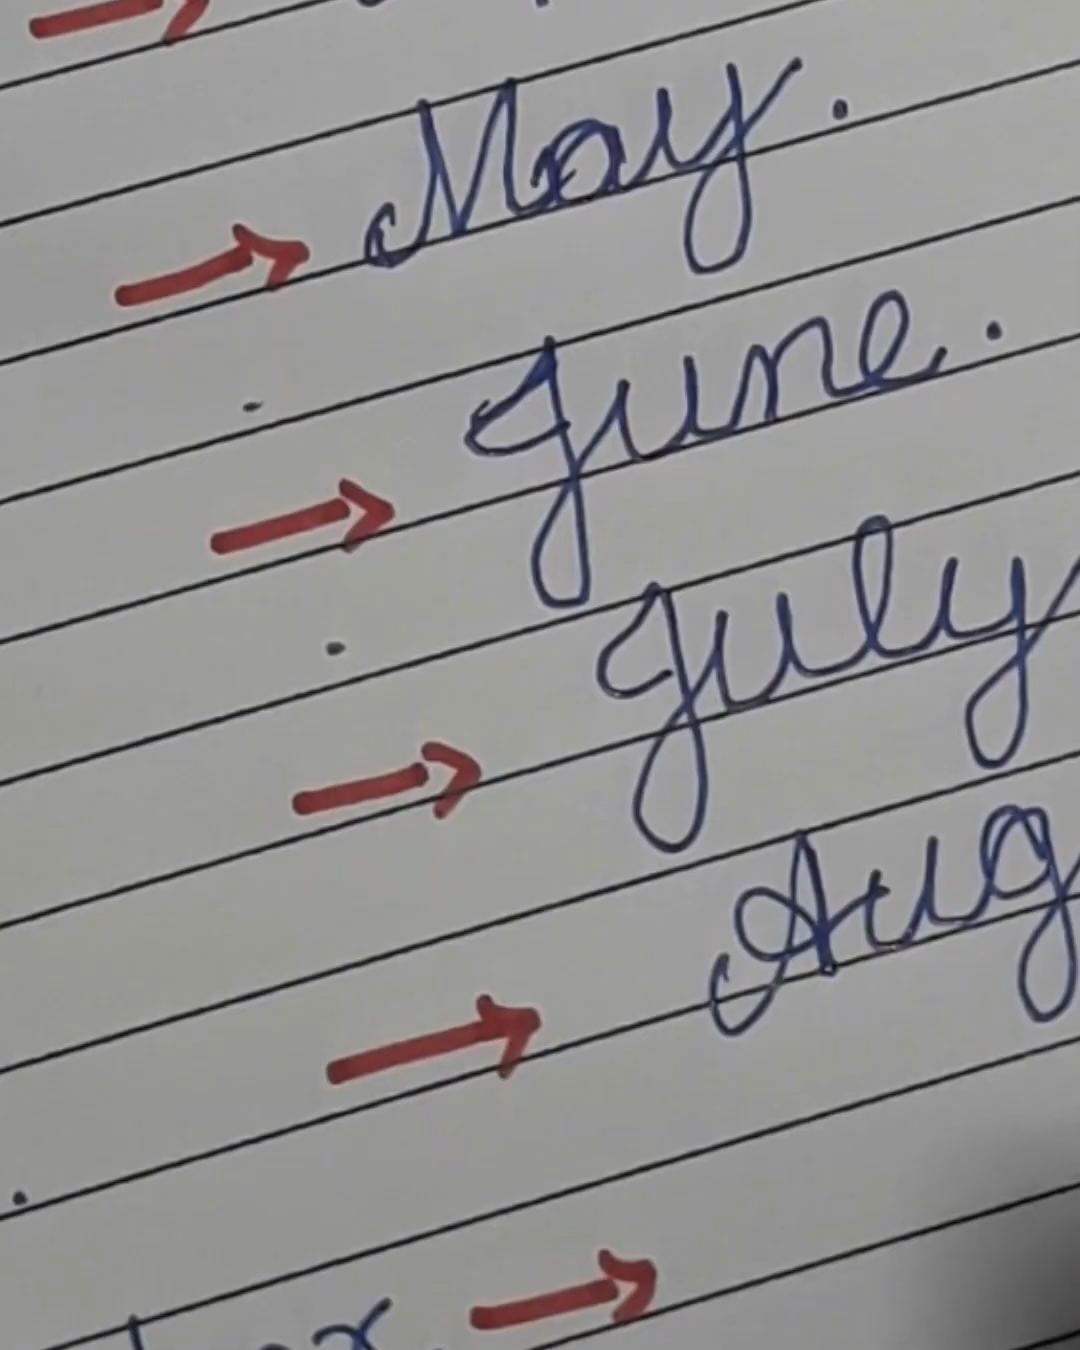 → May.
→ June.
→ July
→ Aug
→